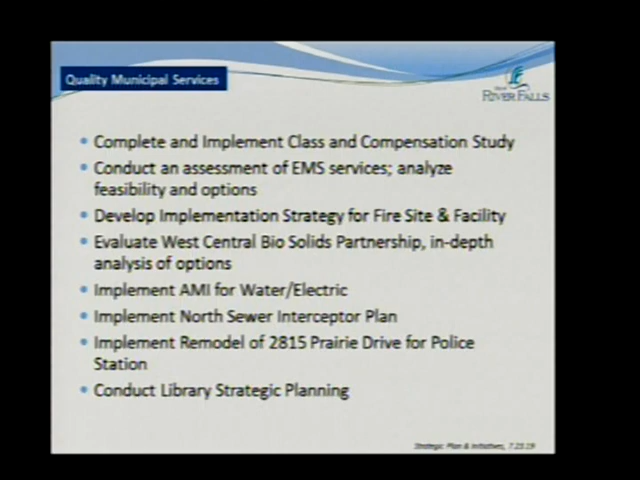 Quality Municipal Services
RIVER FALLS
Complete and Implement Class and Compensation Study
Conduct an assessment of EMS services; analyze
feasibility and options
Develop Implementation Strategy for Fire Site & Facility
Evaluate West Central Bio Solids Partnership, in-depth
analysis of options
Implement AMI for Water/Electric
Implement North Sewer Interceptor Plan
Implement Remodel of 2815 Prairie Drive for Police
Station
Conduct Library Strategic Planning
Strategic Plan & Initiatives, 7.23.19